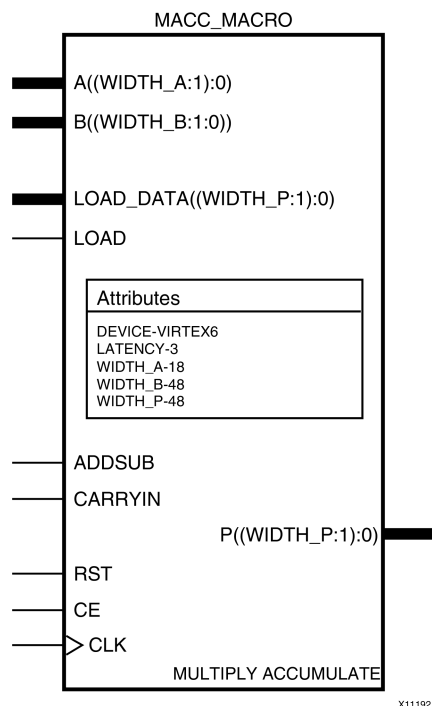 MACC_MACRO
A((WIDTH_A:1):0)
B((WIDTH_B:1:0))
LOAD_DATA((WIDTH_P:1):0)
LOAD
Attributes
DEVICE-VIRTEX6
LATENCY-3
WIDTH_A-18
WIDTH_B-48
WIDTH_P-48
ADDSUB
CARRYIN
P((WIDTH_P:1):0)
RST
CE
CLK
MULTIPLY ACCUMULATE
X11192